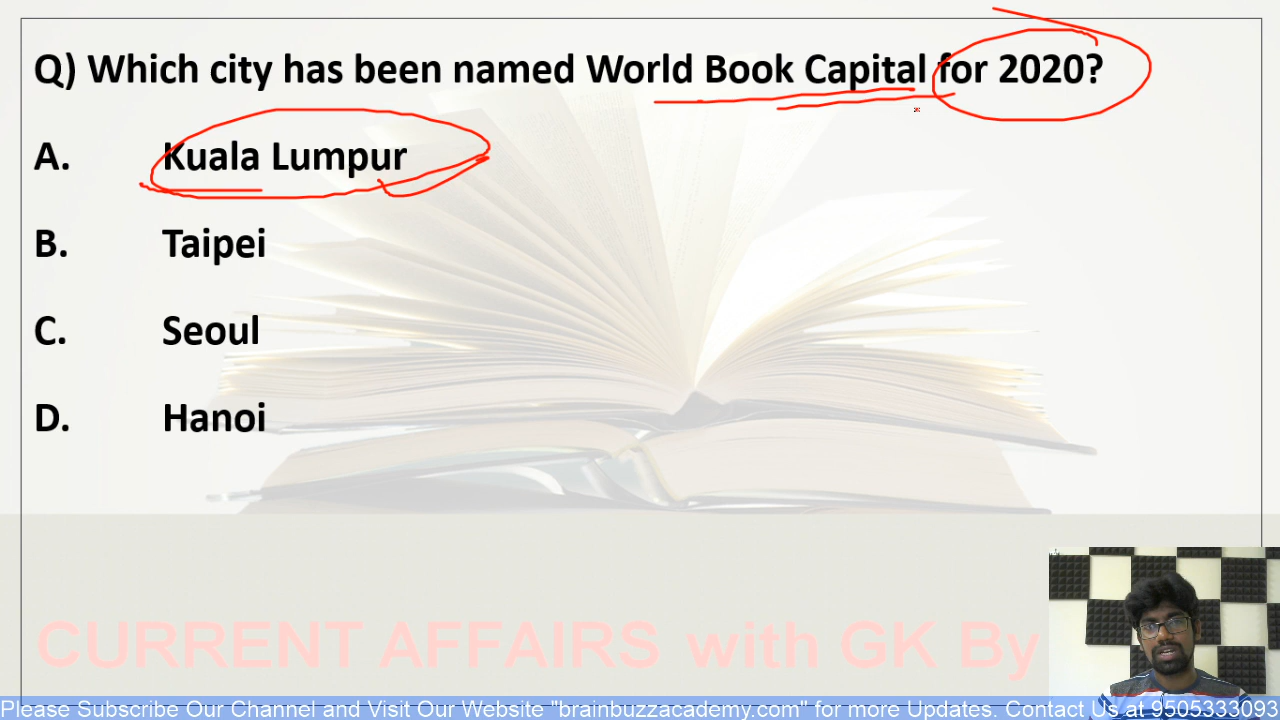 Q) Which city has been named World Book Capital for 2020?
A. Kuala Lumpur
B. Taipei
C. Seoul
D. Hanoi
CURRENT AFFAIRS with GK By
Please Subscribe Our Channel and Visit Our Website "brainbuzzacademy.com" for more Updates. Contact Us at 9505333093